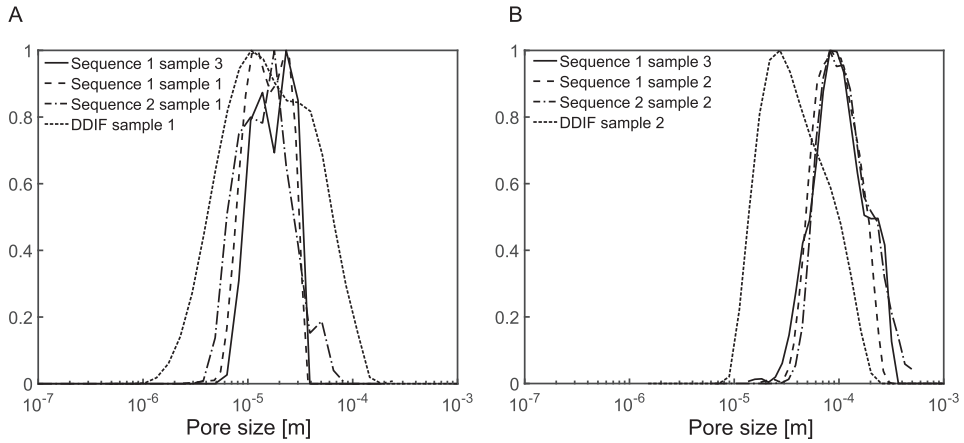 A
1
0.8
0.6
0.4
0.2
0
Sequence 1 sample 3
Sequence 1 sample 1
Sequence 2 sample 1
DDIF sample 1
10-7
10-6
10-5
10-4
10-3
Pore size [m]
B
1
0.8
0.6
0.4
0.2
0
Sequence 1 sample 3
Sequence 1 sample 2
Sequence 2 sample 2
DDIF sample 2
10-7
10-6
10-5
10-4
10-3
Pore size [m]